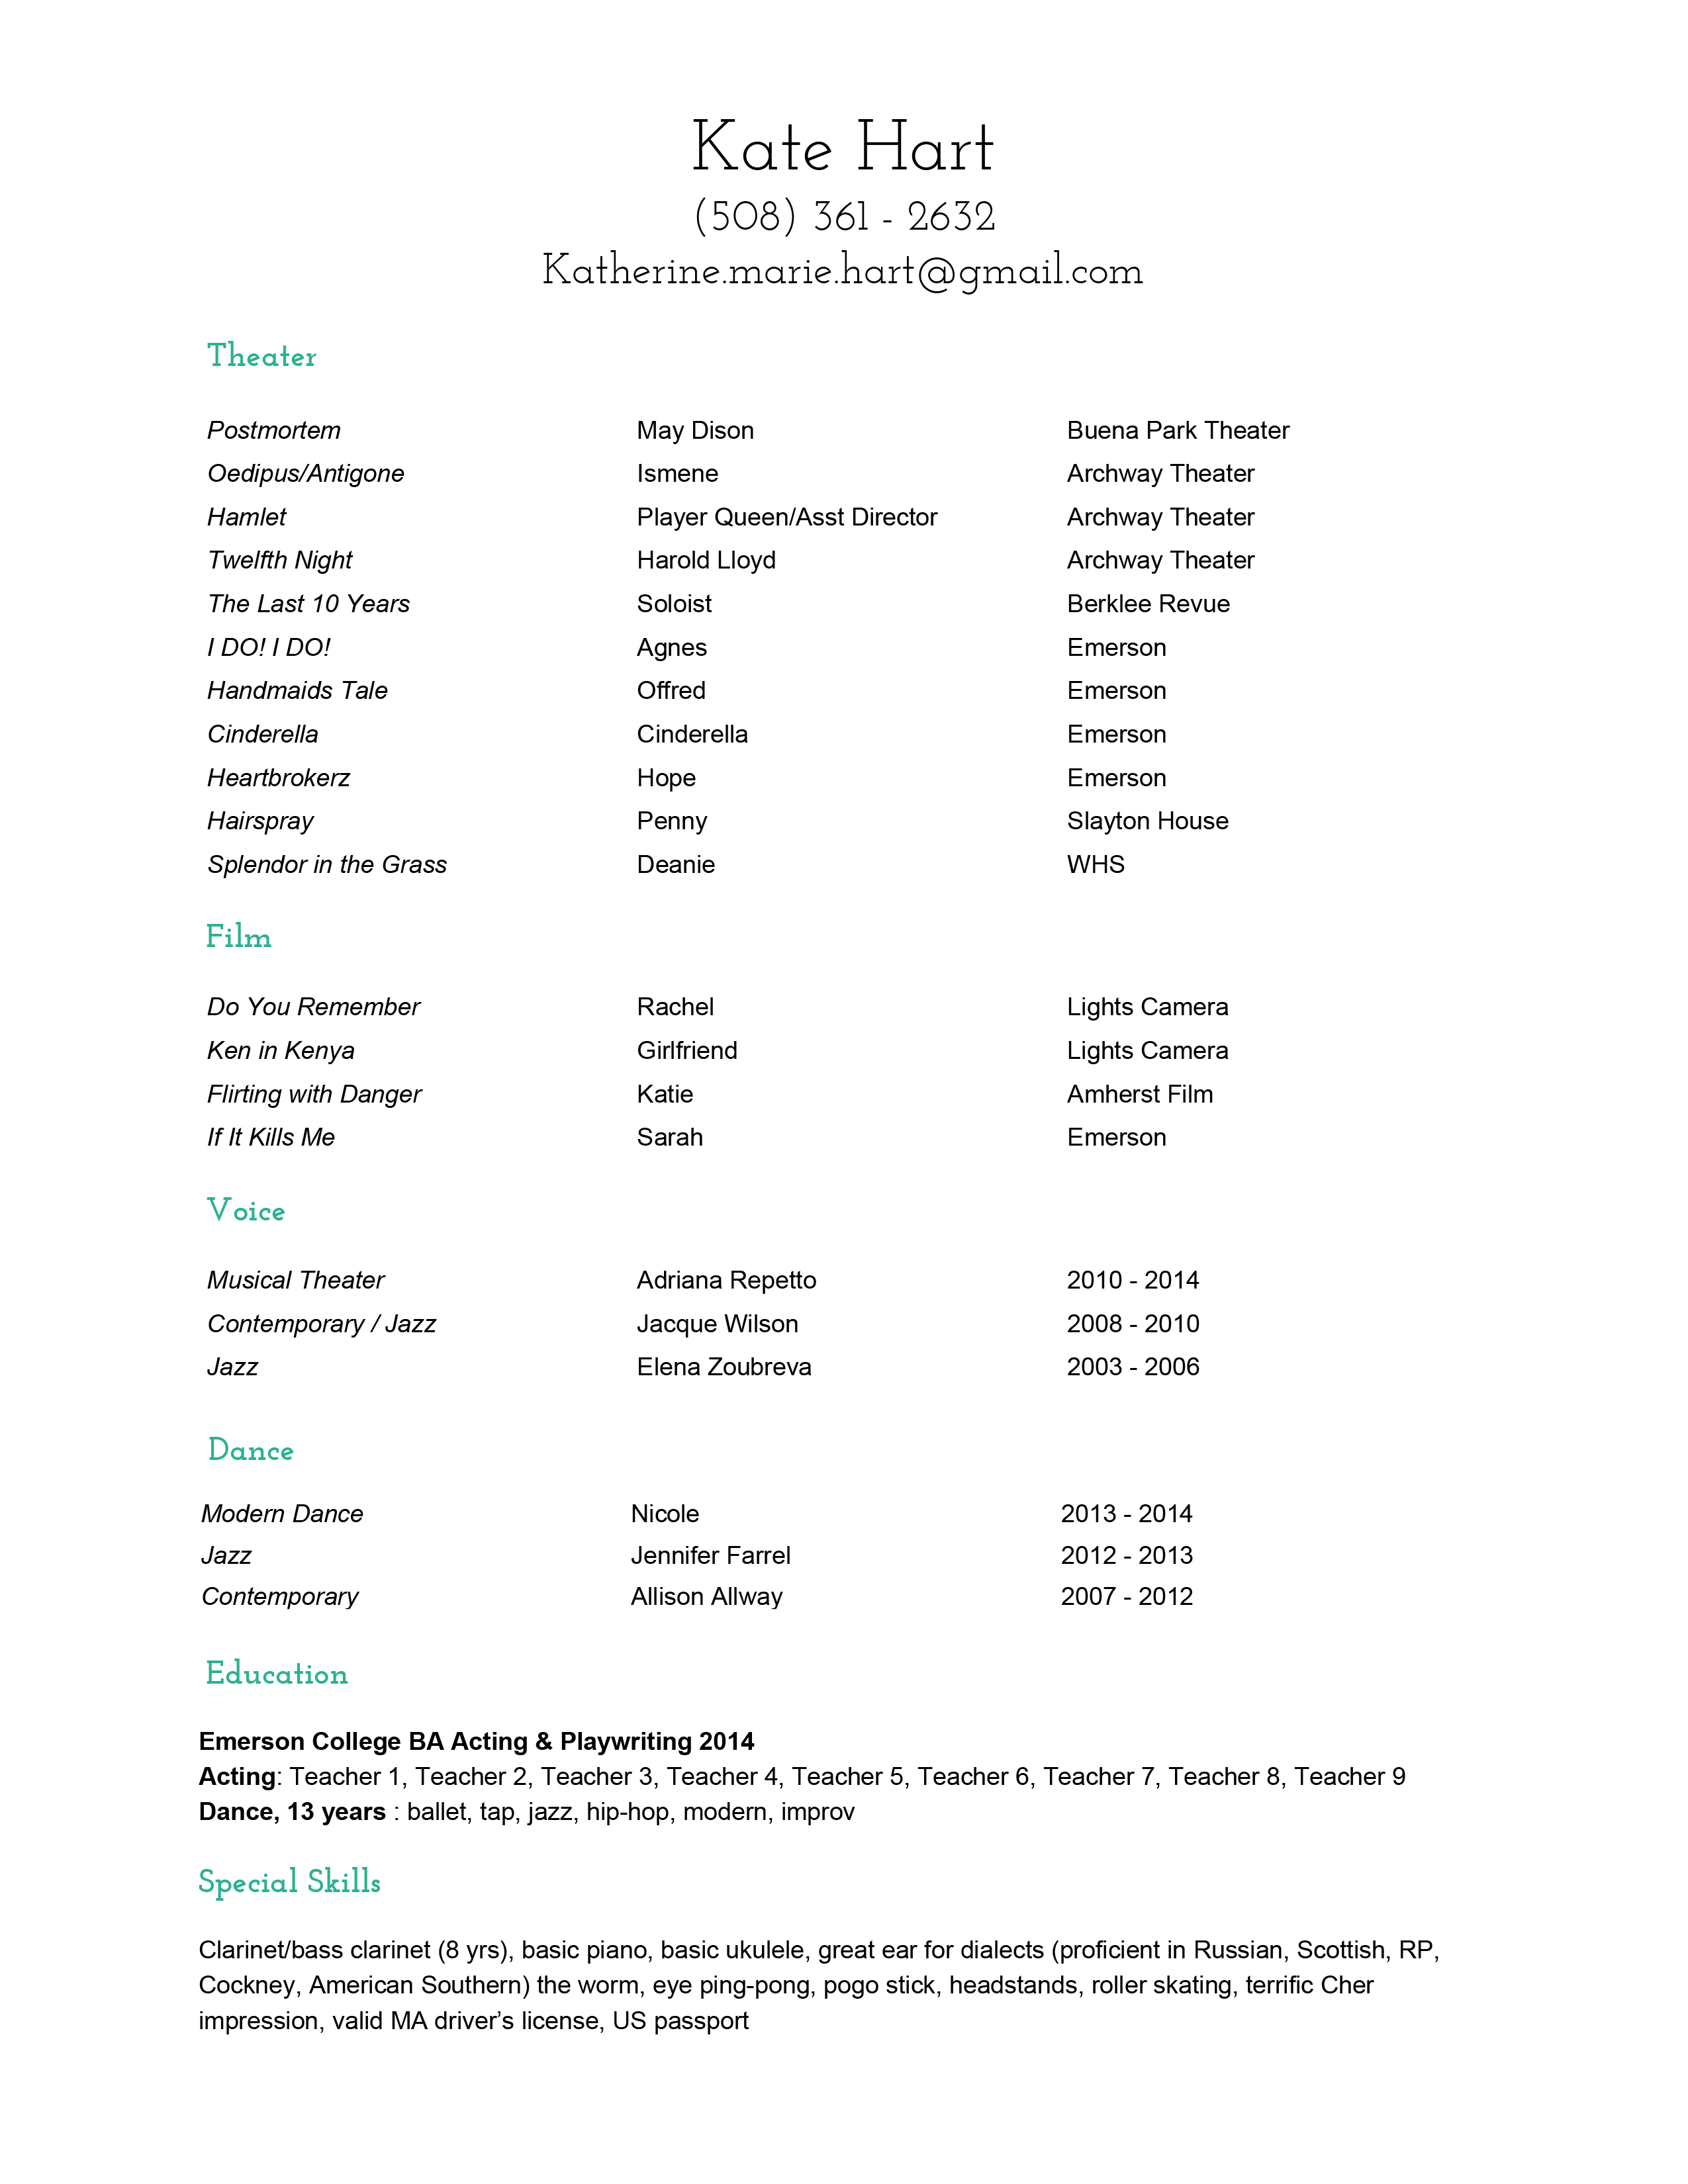 Kate Hart
(508) 361 - 2632
Katherine.marie.hart@gmail.com
Theater
Postmortem May Dison Buena Park Theater
Oedipus/Antigone Ismene Archway Theater
Hamlet Player Queen/Asst Director Archway Theater
Twelfth Night Harold Lloyd Archway Theater
The Last 10 Years Soloist Berklee Revue
I DO! I DO! Agnes Emerson
Handmaids Tale Offred Emerson
Cinderella Cinderella Emerson
Heartbrokerz Hope Emerson
Hairspray Penny Slayton House
Splendor in the Grass Deanie WHS
Film
Do You Remember Rachel Lights Camera
Ken in Kenya Girlfriend Lights Camera
Flirting with Danger Katie Amherst Film
If It Kills Me Sarah Emerson
Voice
Musical Theater Adriana Repetto 2010 - 2014
Contemporary / Jazz Jacque Wilson 2008 - 2010
Jazz Elena Zoubreva 2003 - 2006
Dance
Modern Dance Nicole 2013 - 2014
Jazz Jennifer Farrel 2012 - 2013
Contemporary Allison Allway 2007 - 2012
Education
Emerson College BA Acting & Playwriting 2014
Acting: Teacher 1, Teacher 2, Teacher 3, Teacher 4, Teacher 5, Teacher 6, Teacher 7, Teacher 8, Teacher 9
Dance, 13 years : ballet, tap, jazz, hip-hop, modern, improv
Special Skills
Clarinet/bass clarinet (8 yrs), basic piano, basic ukulele, great ear for dialects (proficient in Russian, Scottish, RP,
Cockney, American Southern) the worm, eye ping-pong, pogo stick, headstands, roller skating, terrific Cher
impression, valid MA driver’s license, US passport